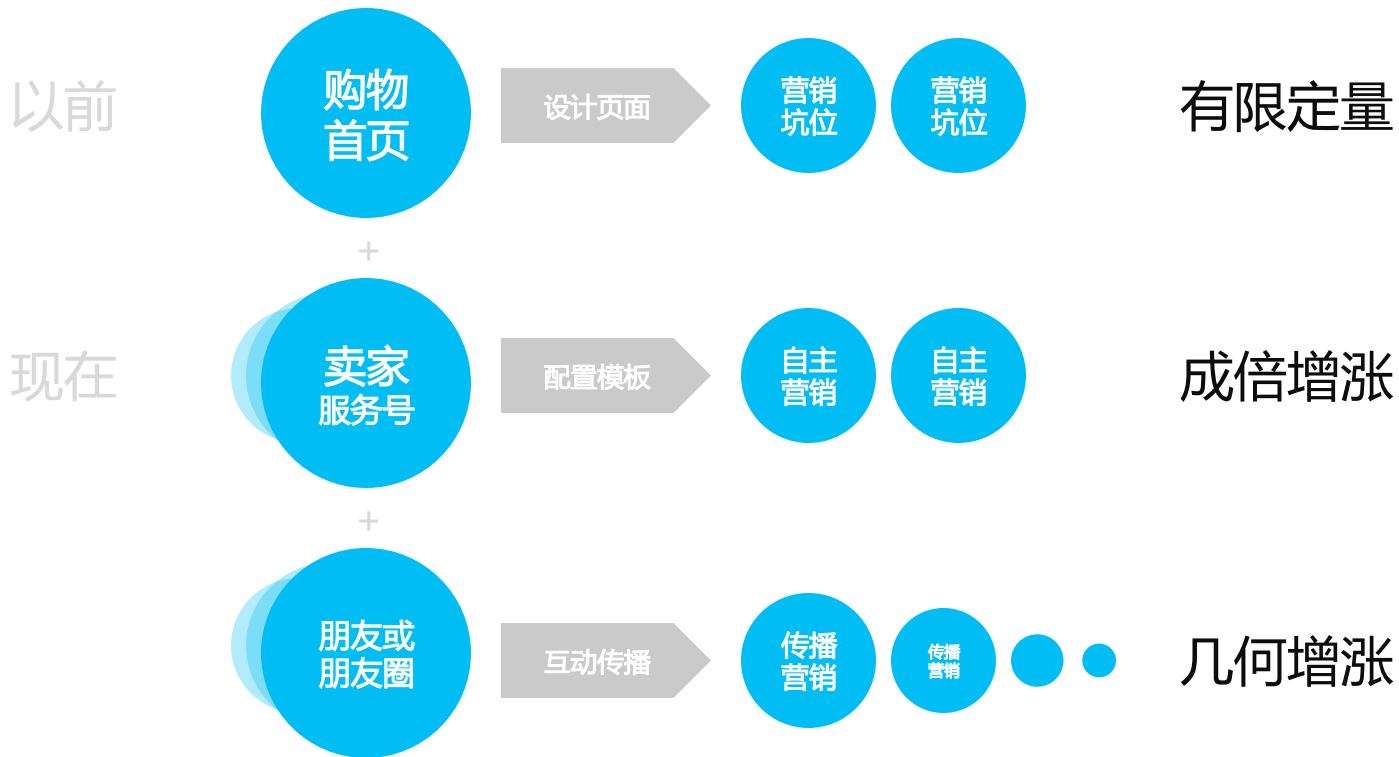 以前
购物
首页
设计页面
营销
坑位
营销
坑位
有限定量
+
现在
卖家
服务号
配置模板
自主
营销
自主
营销
成倍增涨
+
朋友或
朋友圈
互动传播
传播
营销
传播
营销
几何增涨